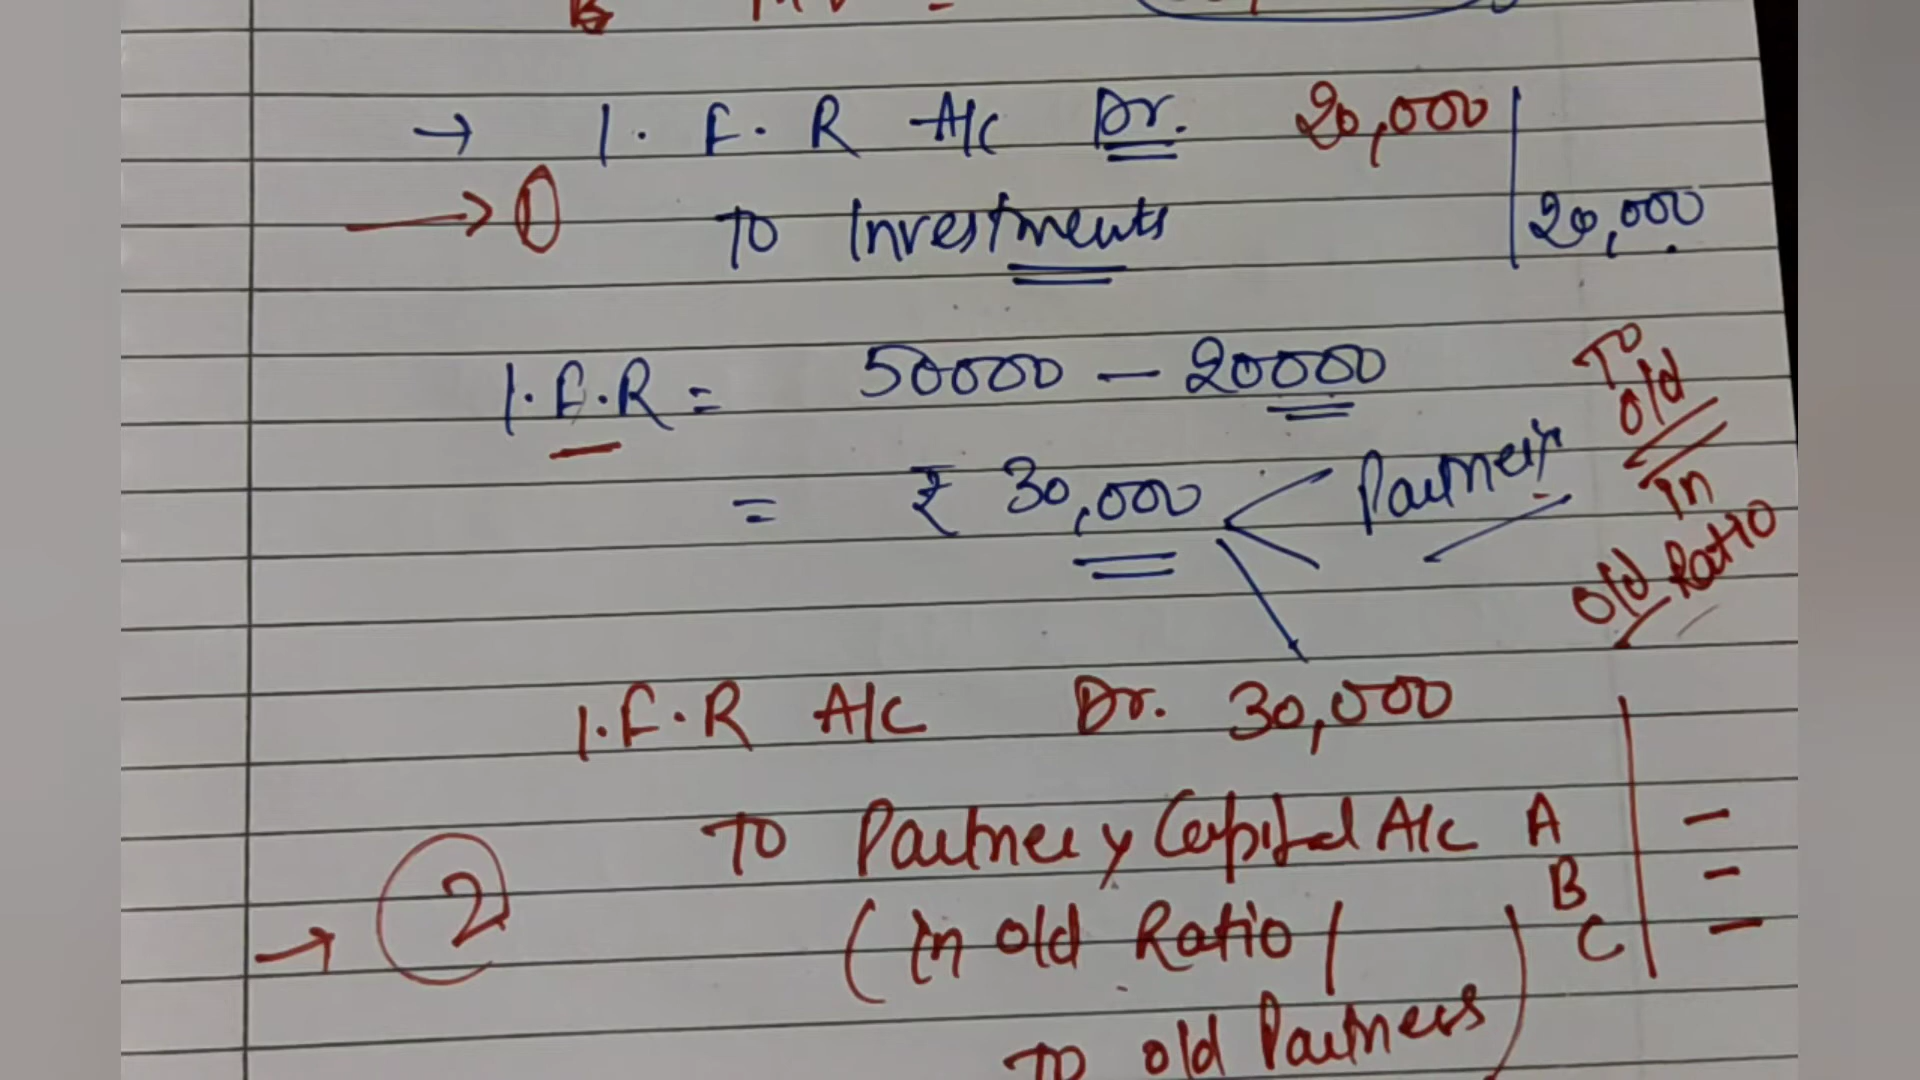 → I.F.R A/c Dr. 20,000
→ ① To Investments 20,000
I.F.R = 50000 - 20000
= ₹ 30,000 Partners
To
old
In
old Ratio
I.F.R A/c Dr. 30,000
To Partners Capital A/c A -
B -
→ ② (In old Ratio / C -
To old Partners)